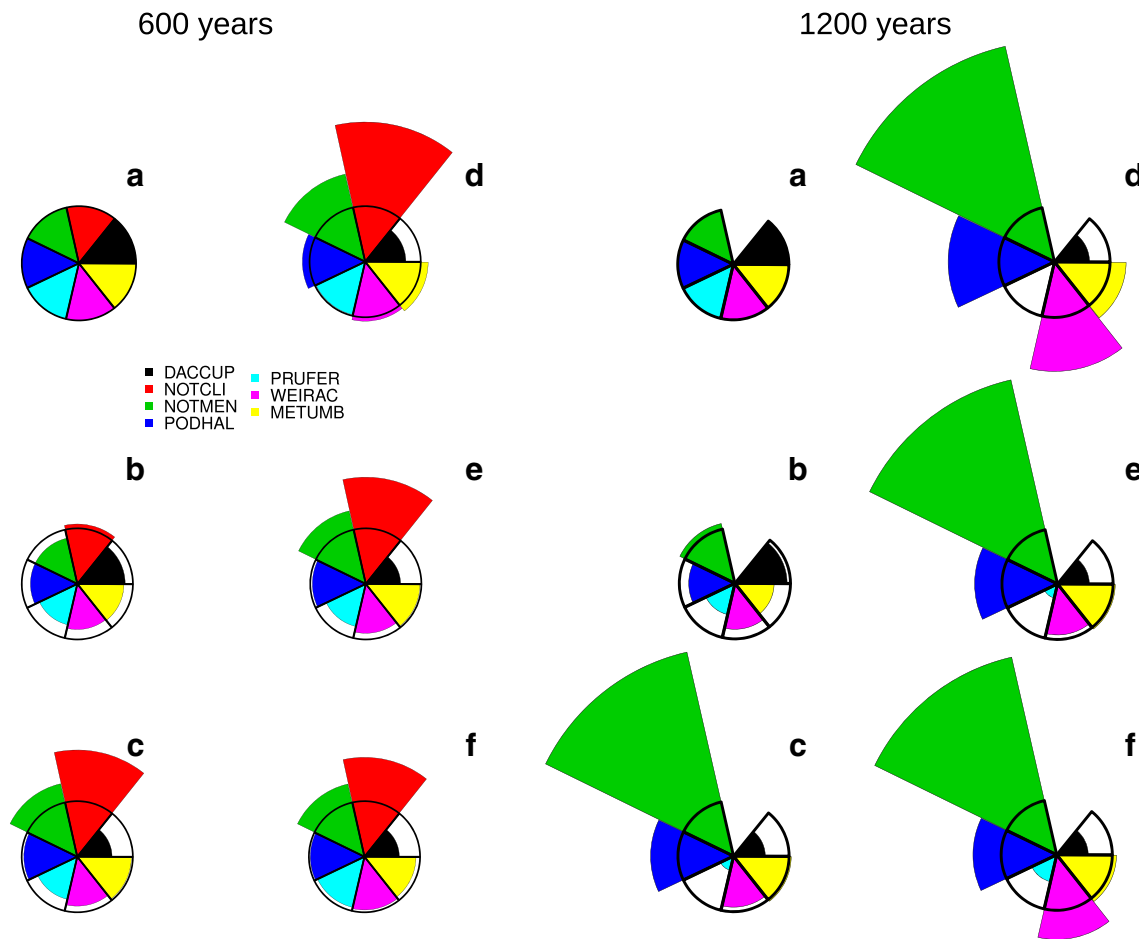 600 years 1200 years
a d a d
DACCUP
NOTCLI
NOTMEN
PODHAL
PRUFER
WEIRAC
METUMB
b e b e
c f c f